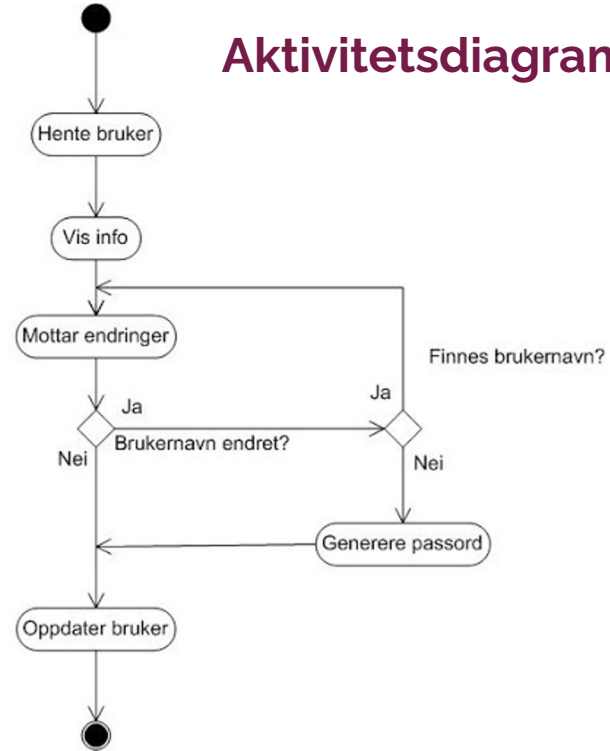 Aktivitetsdiagram
Hente bruker
Vis info
Mottar endringer
Finnes brukernavn?
Ja
Ja
Brukernavn endret?
Nei
Nei
Generere passord
Oppdater bruker